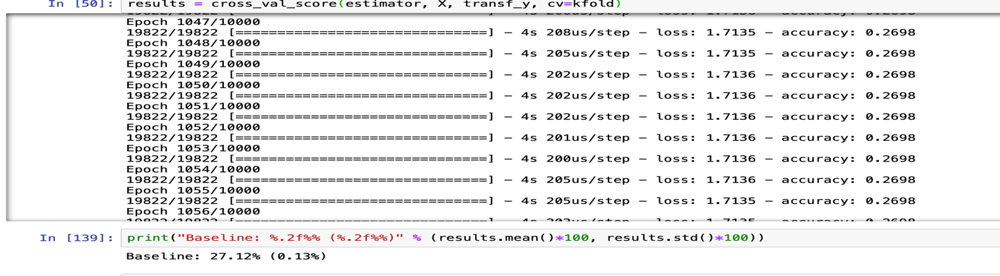 In [50]: results = cross_val_score(estimator, X, transf_y, cv=kfold)
Epoch 1047/10000
19822/19822 [==============================] - 4s 208us/step - loss: 1.7135 - accuracy: 0.2698
Epoch 1048/10000
19822/19822 [==============================] - 4s 205us/step - loss: 1.7135 - accuracy: 0.2698
Epoch 1049/10000
19822/19822 [==============================] - 4s 202us/step - loss: 1.7136 - accuracy: 0.2698
Epoch 1050/10000
19822/19822 [==============================] - 4s 202us/step - loss: 1.7136 - accuracy: 0.2698
Epoch 1051/10000
19822/19822 [==============================] - 4s 202us/step - loss: 1.7136 - accuracy: 0.2698
Epoch 1052/10000
19822/19822 [==============================] - 4s 201us/step - loss: 1.7136 - accuracy: 0.2698
Epoch 1053/10000
19822/19822 [==============================] - 4s 200us/step - loss: 1.7136 - accuracy: 0.2698
Epoch 1054/10000
19822/19822 [==============================] - 4s 205us/step - loss: 1.7136 - accuracy: 0.2698
Epoch 1055/10000
19822/19822 [==============================] - 4s 205us/step - loss: 1.7135 - accuracy: 0.2698
Epoch 1056/10000
In [139]: print("Baseline: %.2f%% (%.2f%%)" % (results.mean()*100, results.std()*100))
Baseline: 27.12% (0.13%)